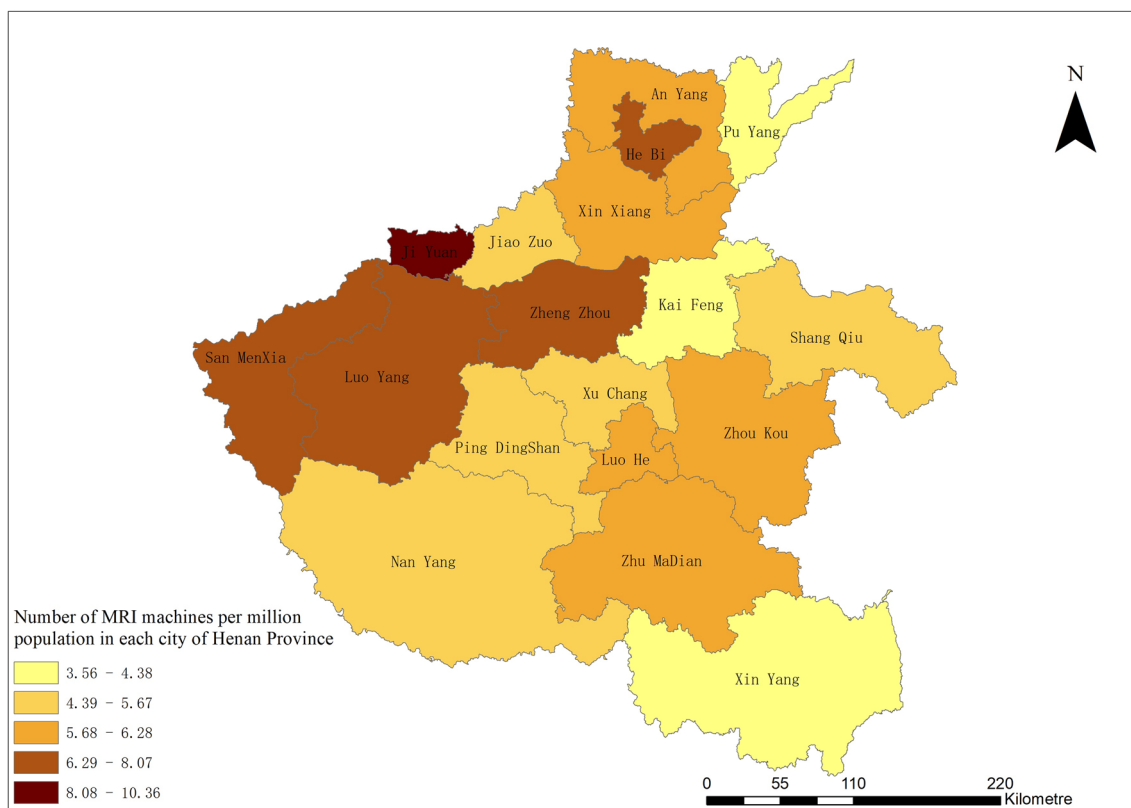 N
An Yang
Pu Yang
He Bi
Xin Xiang
Jiao Zuo
Ji Yuan
Kai Feng
Zheng Zhou
Shang Qiu
San MenXia
Luo Yang
Xu Chang
Zhou Kou
Ping DingShan
Luo He
Nan Yang
Zhu MaDian
Xin Yang
Number of MRI machines per million
population in each city of Henan Province
3.56 - 4.38
4.39 - 5.67
5.68 - 6.28
6.29 - 8.07
8.08 - 10.36
0 55 110 220
Kilometre